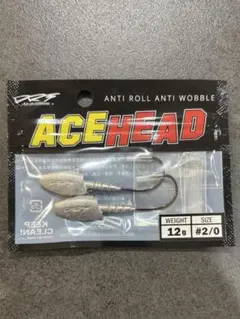 ANTI ROLL ANTI WOBBLE
ACEHEAD
WEIGHT
12g
SIZE
#2/0
KEEP
CLEAN!